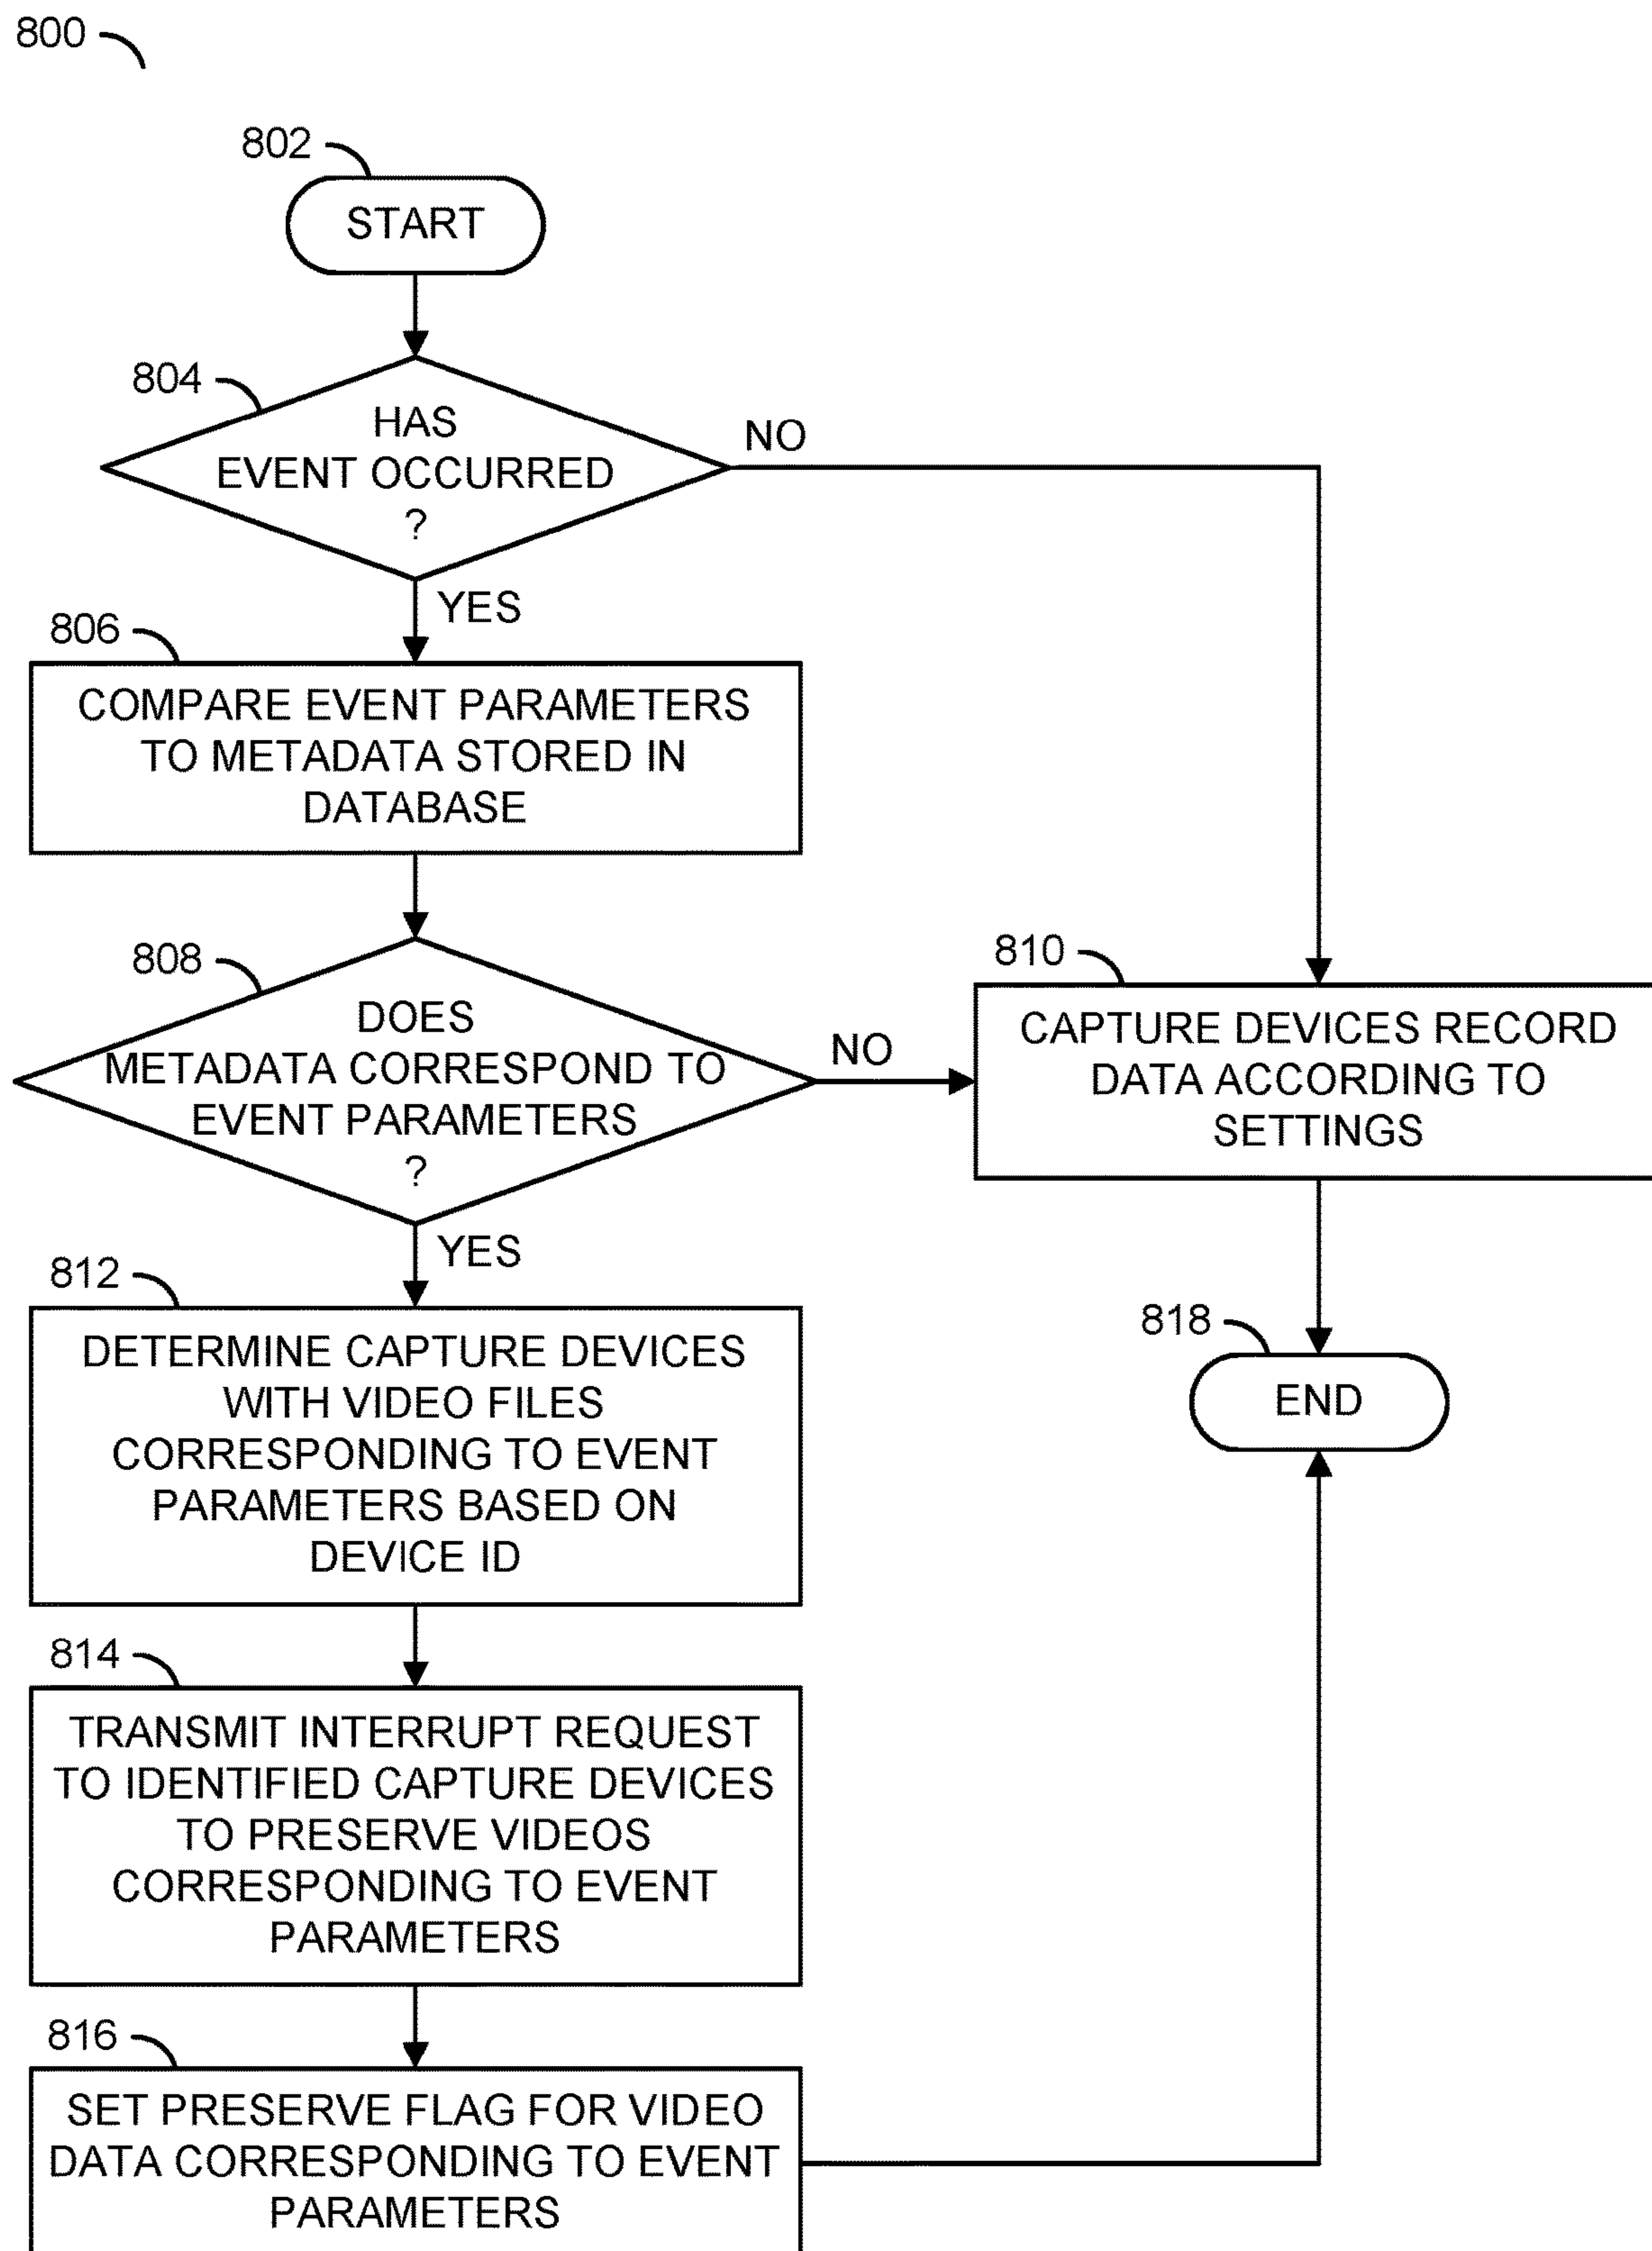 800
802
START
804
HAS
EVENT OCCURRED
?
NO
YES
806
COMPARE EVENT PARAMETERS
TO METADATA STORED IN
DATABASE
808
DOES
METADATA CORRESPOND TO
EVENT PARAMETERS
?
NO
YES
810
CAPTURE DEVICES RECORD
DATA ACCORDING TO
SETTINGS
812
DETERMINE CAPTURE DEVICES
WITH VIDEO FILES
CORRESPONDING TO EVENT
PARAMETERS BASED ON
DEVICE ID
818
END
814
TRANSMIT INTERRUPT REQUEST
TO IDENTIFIED CAPTURE DEVICES
TO PRESERVE VIDEOS
CORRESPONDING TO EVENT
PARAMETERS
816
SET PRESERVE FLAG FOR VIDEO
DATA CORRESPONDING TO EVENT
PARAMETERS